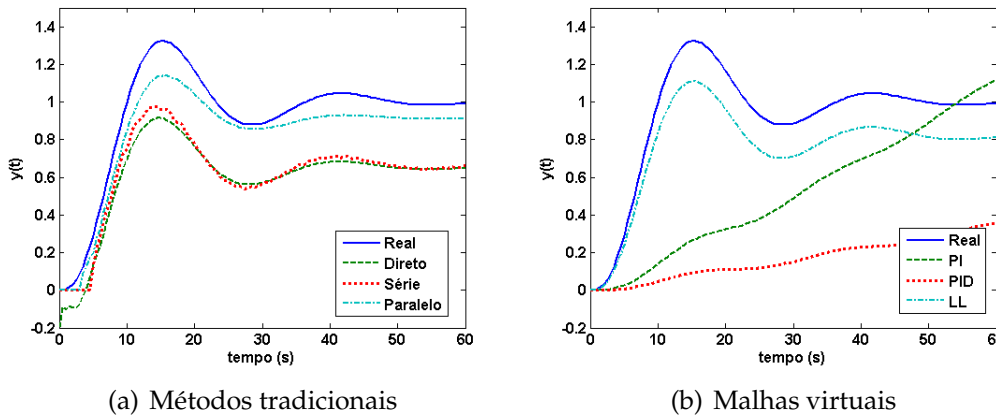 1.4
1.2
1
0.8
0.6
0.4
0.2
0
-0.2
y(t)
0 10 20 30 40 50 60
tempo (s)
Real
Direto
Série
Paralelo
(a) Métodos tradicionais
1.4
1.2
1
0.8
0.6
0.4
0.2
0
-0.2
y(t)
0 10 20 30 40 50 60
tempo (s)
Real
PI
PID
LL
(b) Malhas virtuais